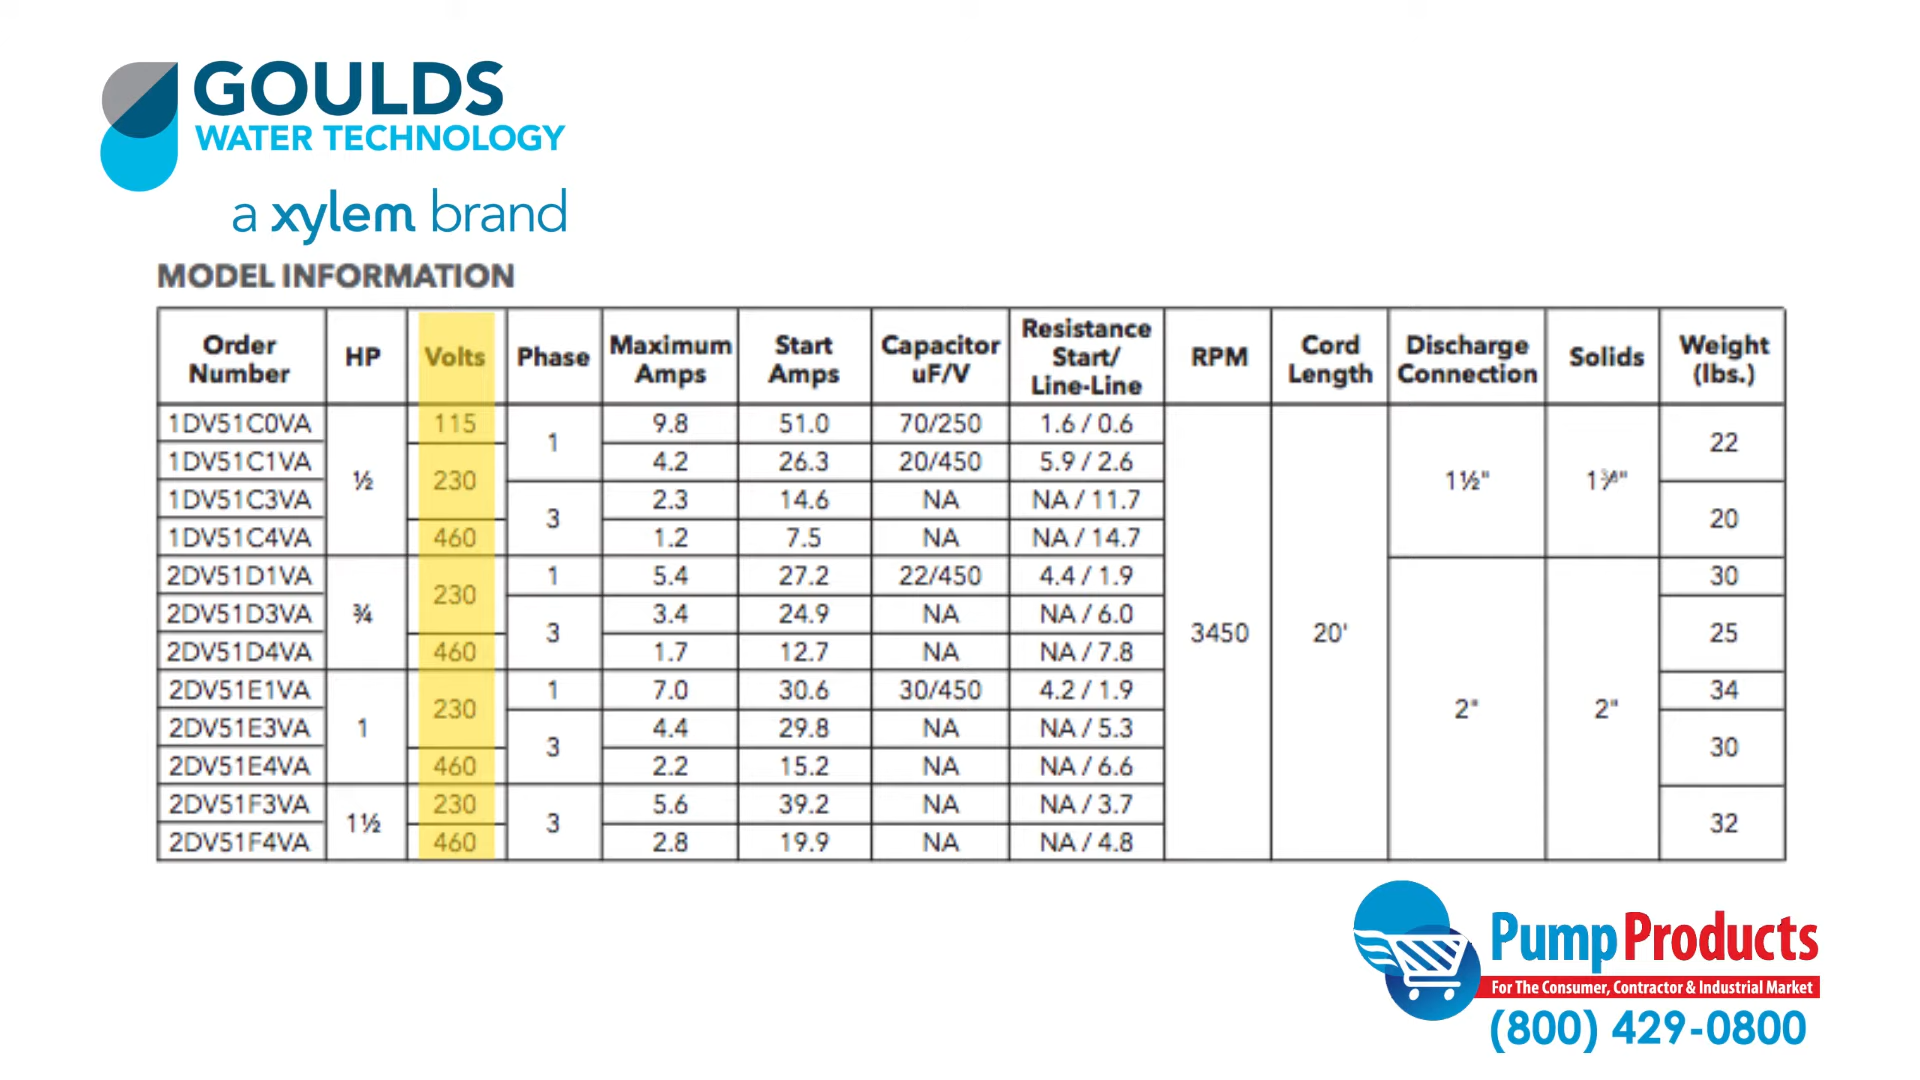 GOULDS
WATER TECHNOLOGY
a xylem brand
MODEL INFORMATION
Order Number HP Volts Phase Maximum Amps Start Amps Capacitor uF/V Resistance Start/ Line-Line RPM Cord Length Discharge Connection Solids Weight (lbs.)
1DV51C0VA ½ 115 1 9.8 51.0 70/250 1.6 / 0.6 3450 20' 1½" 22
1DV51C1VA 230 4.2 26.3 20/450 5.9 / 2.6
1DV51C3VA 3 2.3 14.6 NA NA / 11.7 20
1DV51C4VA 460 1.2 7.5 NA NA / 14.7
2DV51D1VA ¾ 230 1 5.4 27.2 22/450 4.4 / 1.9 2" 2" 30
2DV51D3VA 3 3.4 24.9 NA NA / 6.0 25
2DV51D4VA 460 1.7 12.7 NA NA / 7.8
2DV51E1VA 1 230 1 7.0 30.6 30/450 4.2 / 1.9 34
2DV51E3VA 3 4.4 29.8 NA NA / 5.3 30
2DV51E4VA 460 2.2 15.2 NA NA / 6.6
2DV51F3VA 1½ 230 3 5.6 39.2 NA NA / 3.7 32
2DV51F4VA 460 2.8 19.9 NA NA / 4.8
PumpProducts
For The Consumer, Contractor & Industrial Market
(800) 429-0800